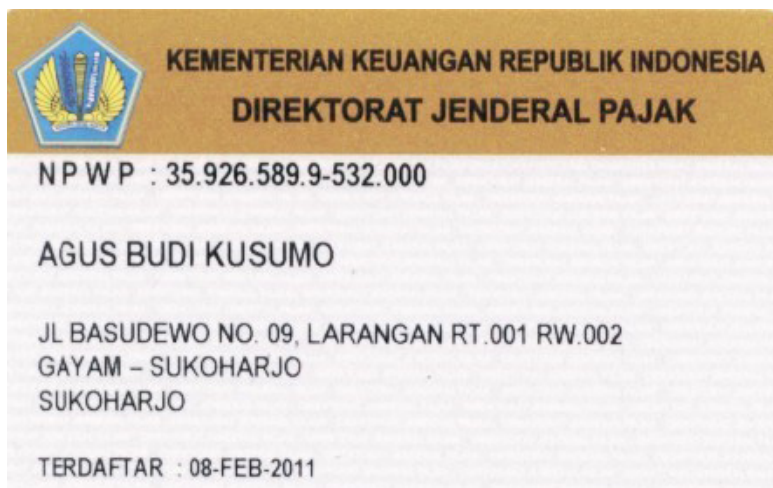 KEMENTERIAN KEUANGAN REPUBLIK INDONESIA
DIREKTORAT JENDERAL PAJAK
N P W P : 35.926.589.9-532.000
AGUS BUDI KUSUMO
JL BASUDEWO NO. 09, LARANGAN RT.001 RW.002
GAYAM – SUKOHARJO
SUKOHARJO
TERDAFTAR : 08-FEB-2011